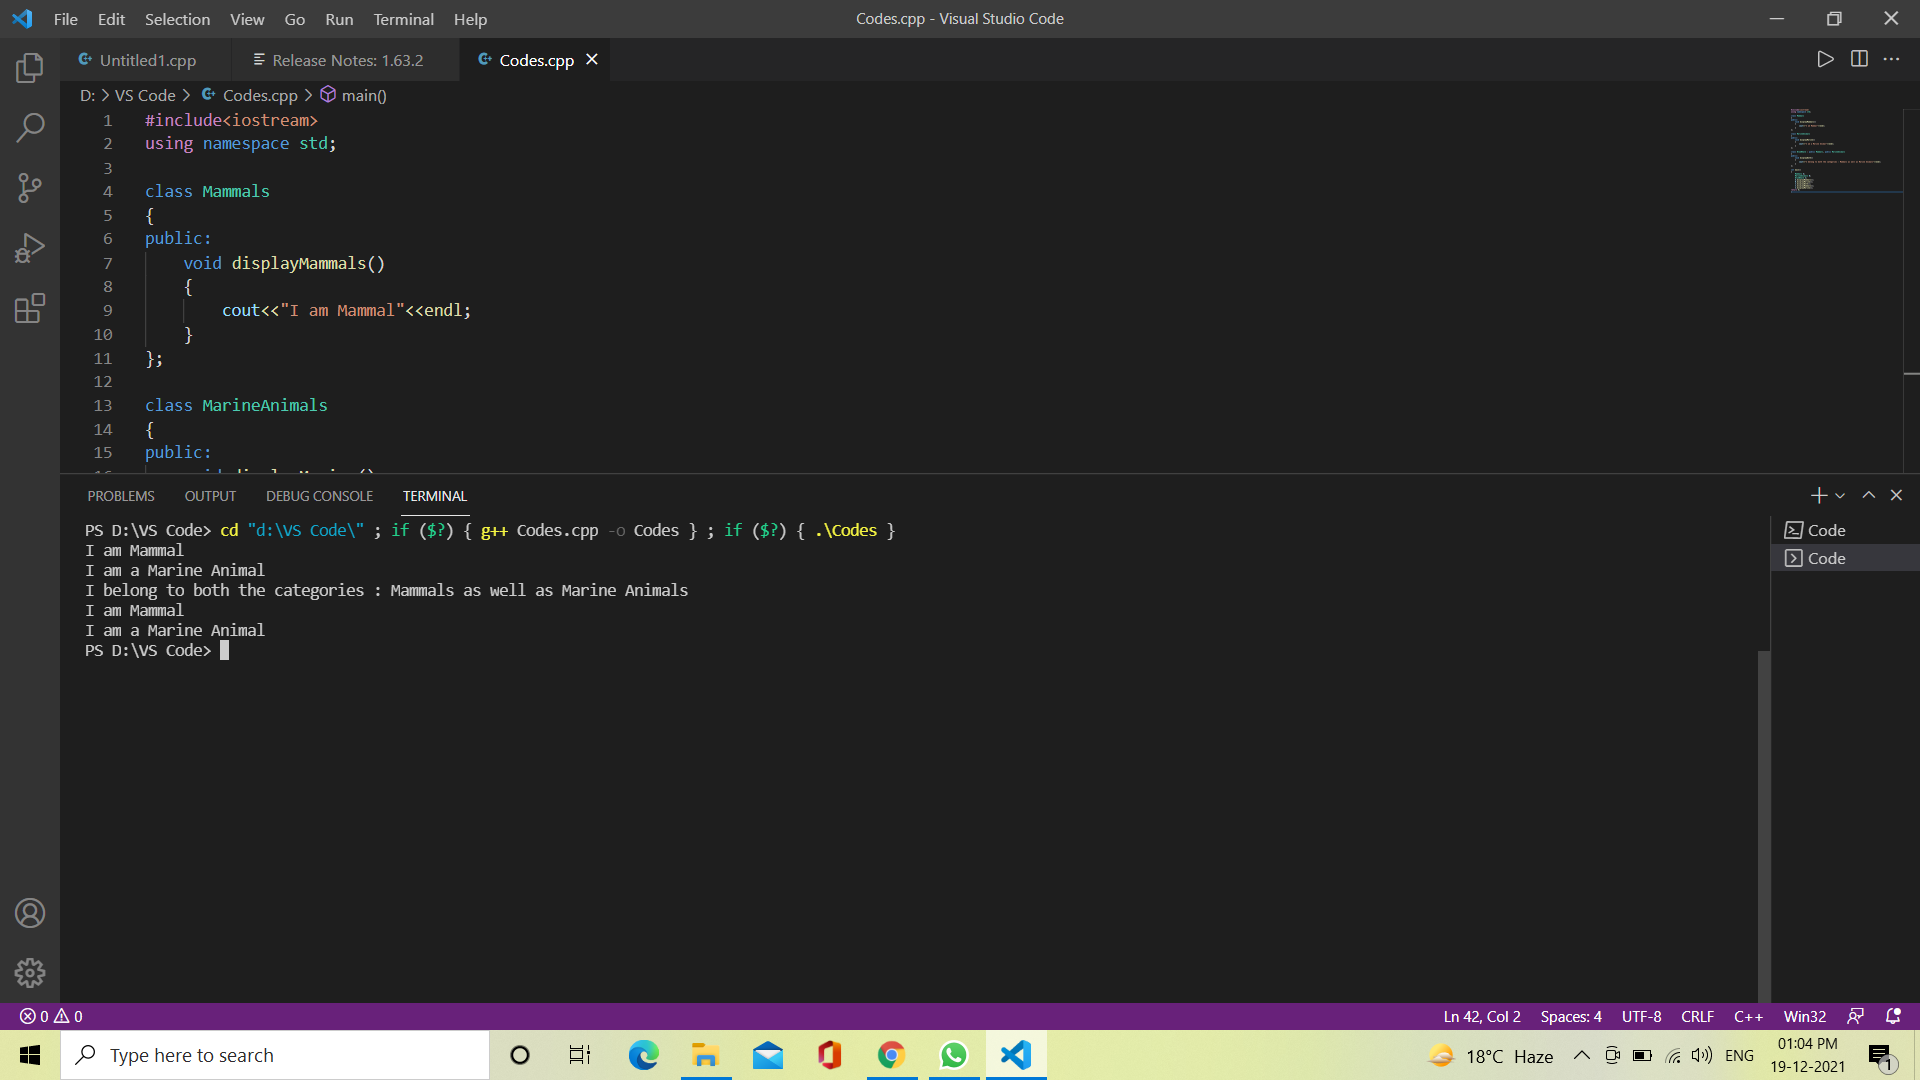 File Edit Selection View Go Run Terminal Help
Codes.cpp - Visual Studio Code
Untitled1.cpp
Release Notes: 1.63.2
Codes.cpp
D: > VS Code > Codes.cpp > main()
1 #include<iostream>
2 using namespace std;
3
4 class Mammals
5 {
6 public:
7 void displayMammals()
8 {
9 cout<<"I am Mammal"<<endl;
10 }
11 };
12
13 class MarineAnimals
14 {
15 public:
PROBLEMS OUTPUT DEBUG CONSOLE TERMINAL
PS D:\VS Code> cd "d:\VS Code\" ; if ($?) { g++ Codes.cpp -o Codes } ; if ($?) { .\Codes }
I am Mammal
I am a Marine Animal
I belong to both the categories : Mammals as well as Marine Animals
I am Mammal
I am a Marine Animal
PS D:\VS Code>
Code
Code
0 0
Ln 42, Col 2 Spaces: 4 UTF-8 CRLF C++ Win32
Type here to search
18°C Haze
ENG
01:04 PM
19-12-2021
1